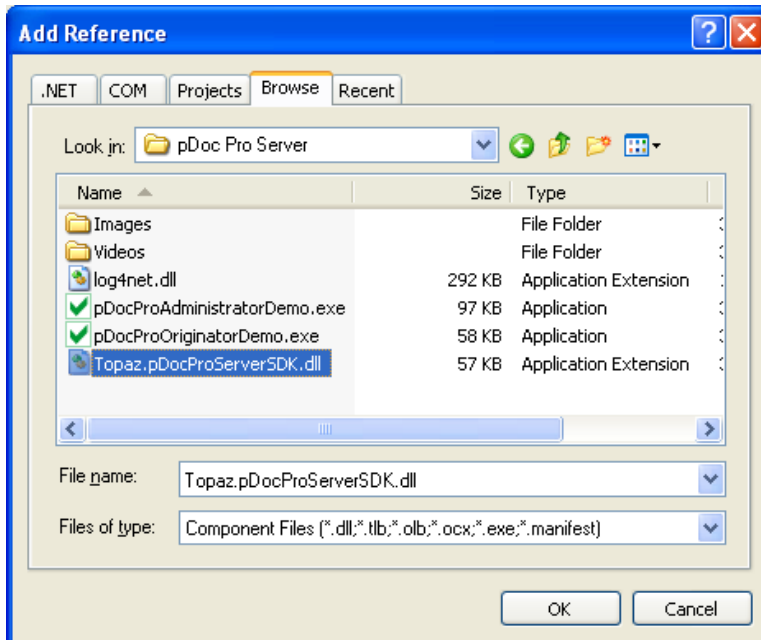 Add Reference
.NET COM Projects Browse Recent
Look in: pDoc Pro Server
Name Size Type
Images File Folder
Videos File Folder
log4net.dll 292 KB Application Extension
pDocProAdministratorDemo.exe 97 KB Application
pDocProOriginatorDemo.exe 58 KB Application
Topaz.pDocProServerSDK.dll 57 KB Application Extension
File name: Topaz.pDocProServerSDK.dll
Files of type: Component Files (*.dll;*.tlb;*.olb;*.ocx;*.exe;*.manifest)
OK Cancel